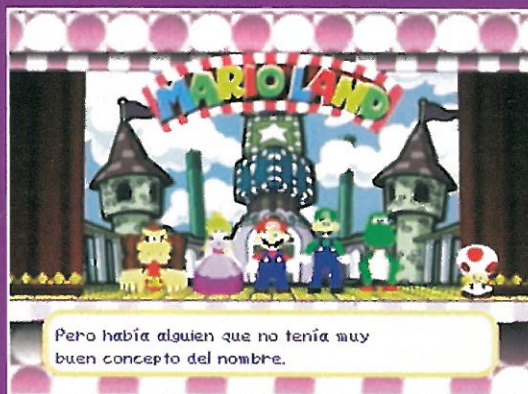 MARIO LAND
Pero había alguien que no tenía muy
buen concepto del nombre.